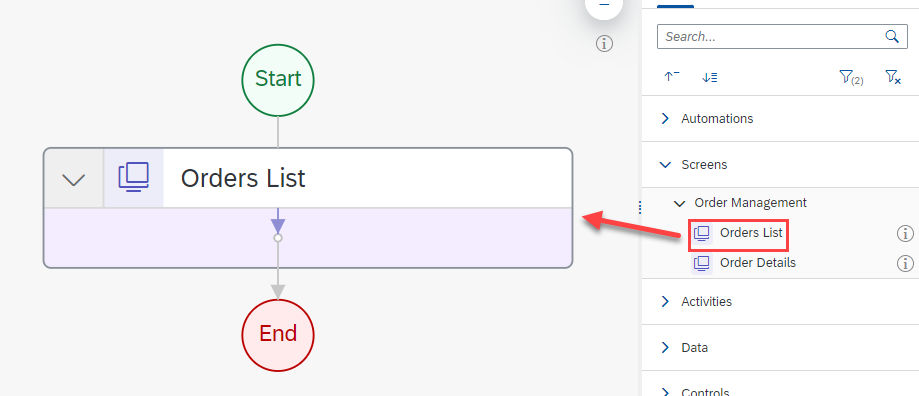 Start
Orders List
End
Search...
(2)
Automations
Screens
Order Management
Orders List
Order Details
Activities
Data
Controls